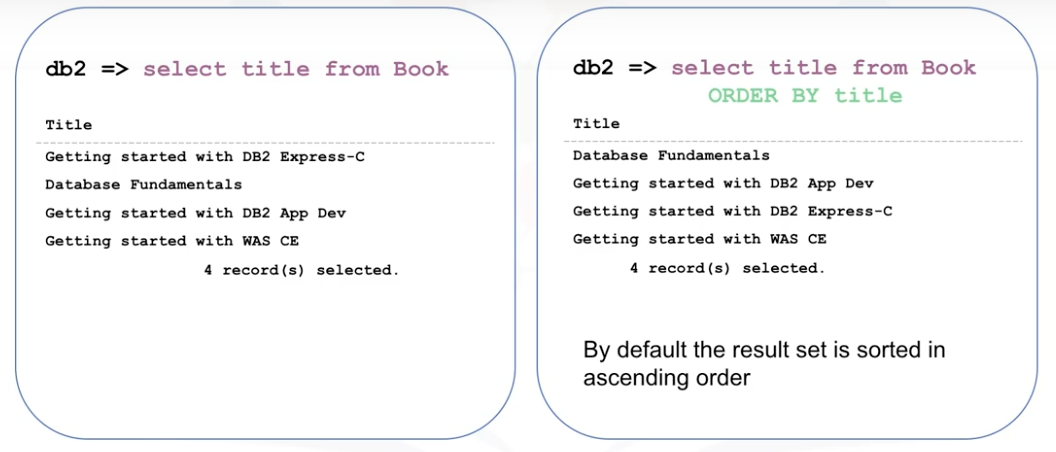 db2 => select title from Book
Title
Getting started with DB2 Express-C
Database Fundamentals
Getting started with DB2 App Dev
Getting started with WAS CE
4 record(s) selected.
db2 => select title from Book
ORDER BY title
Title
Database Fundamentals
Getting started with DB2 App Dev
Getting started with DB2 Express-C
Getting started with WAS CE
4 record(s) selected.
By default the result set is sorted in
ascending order